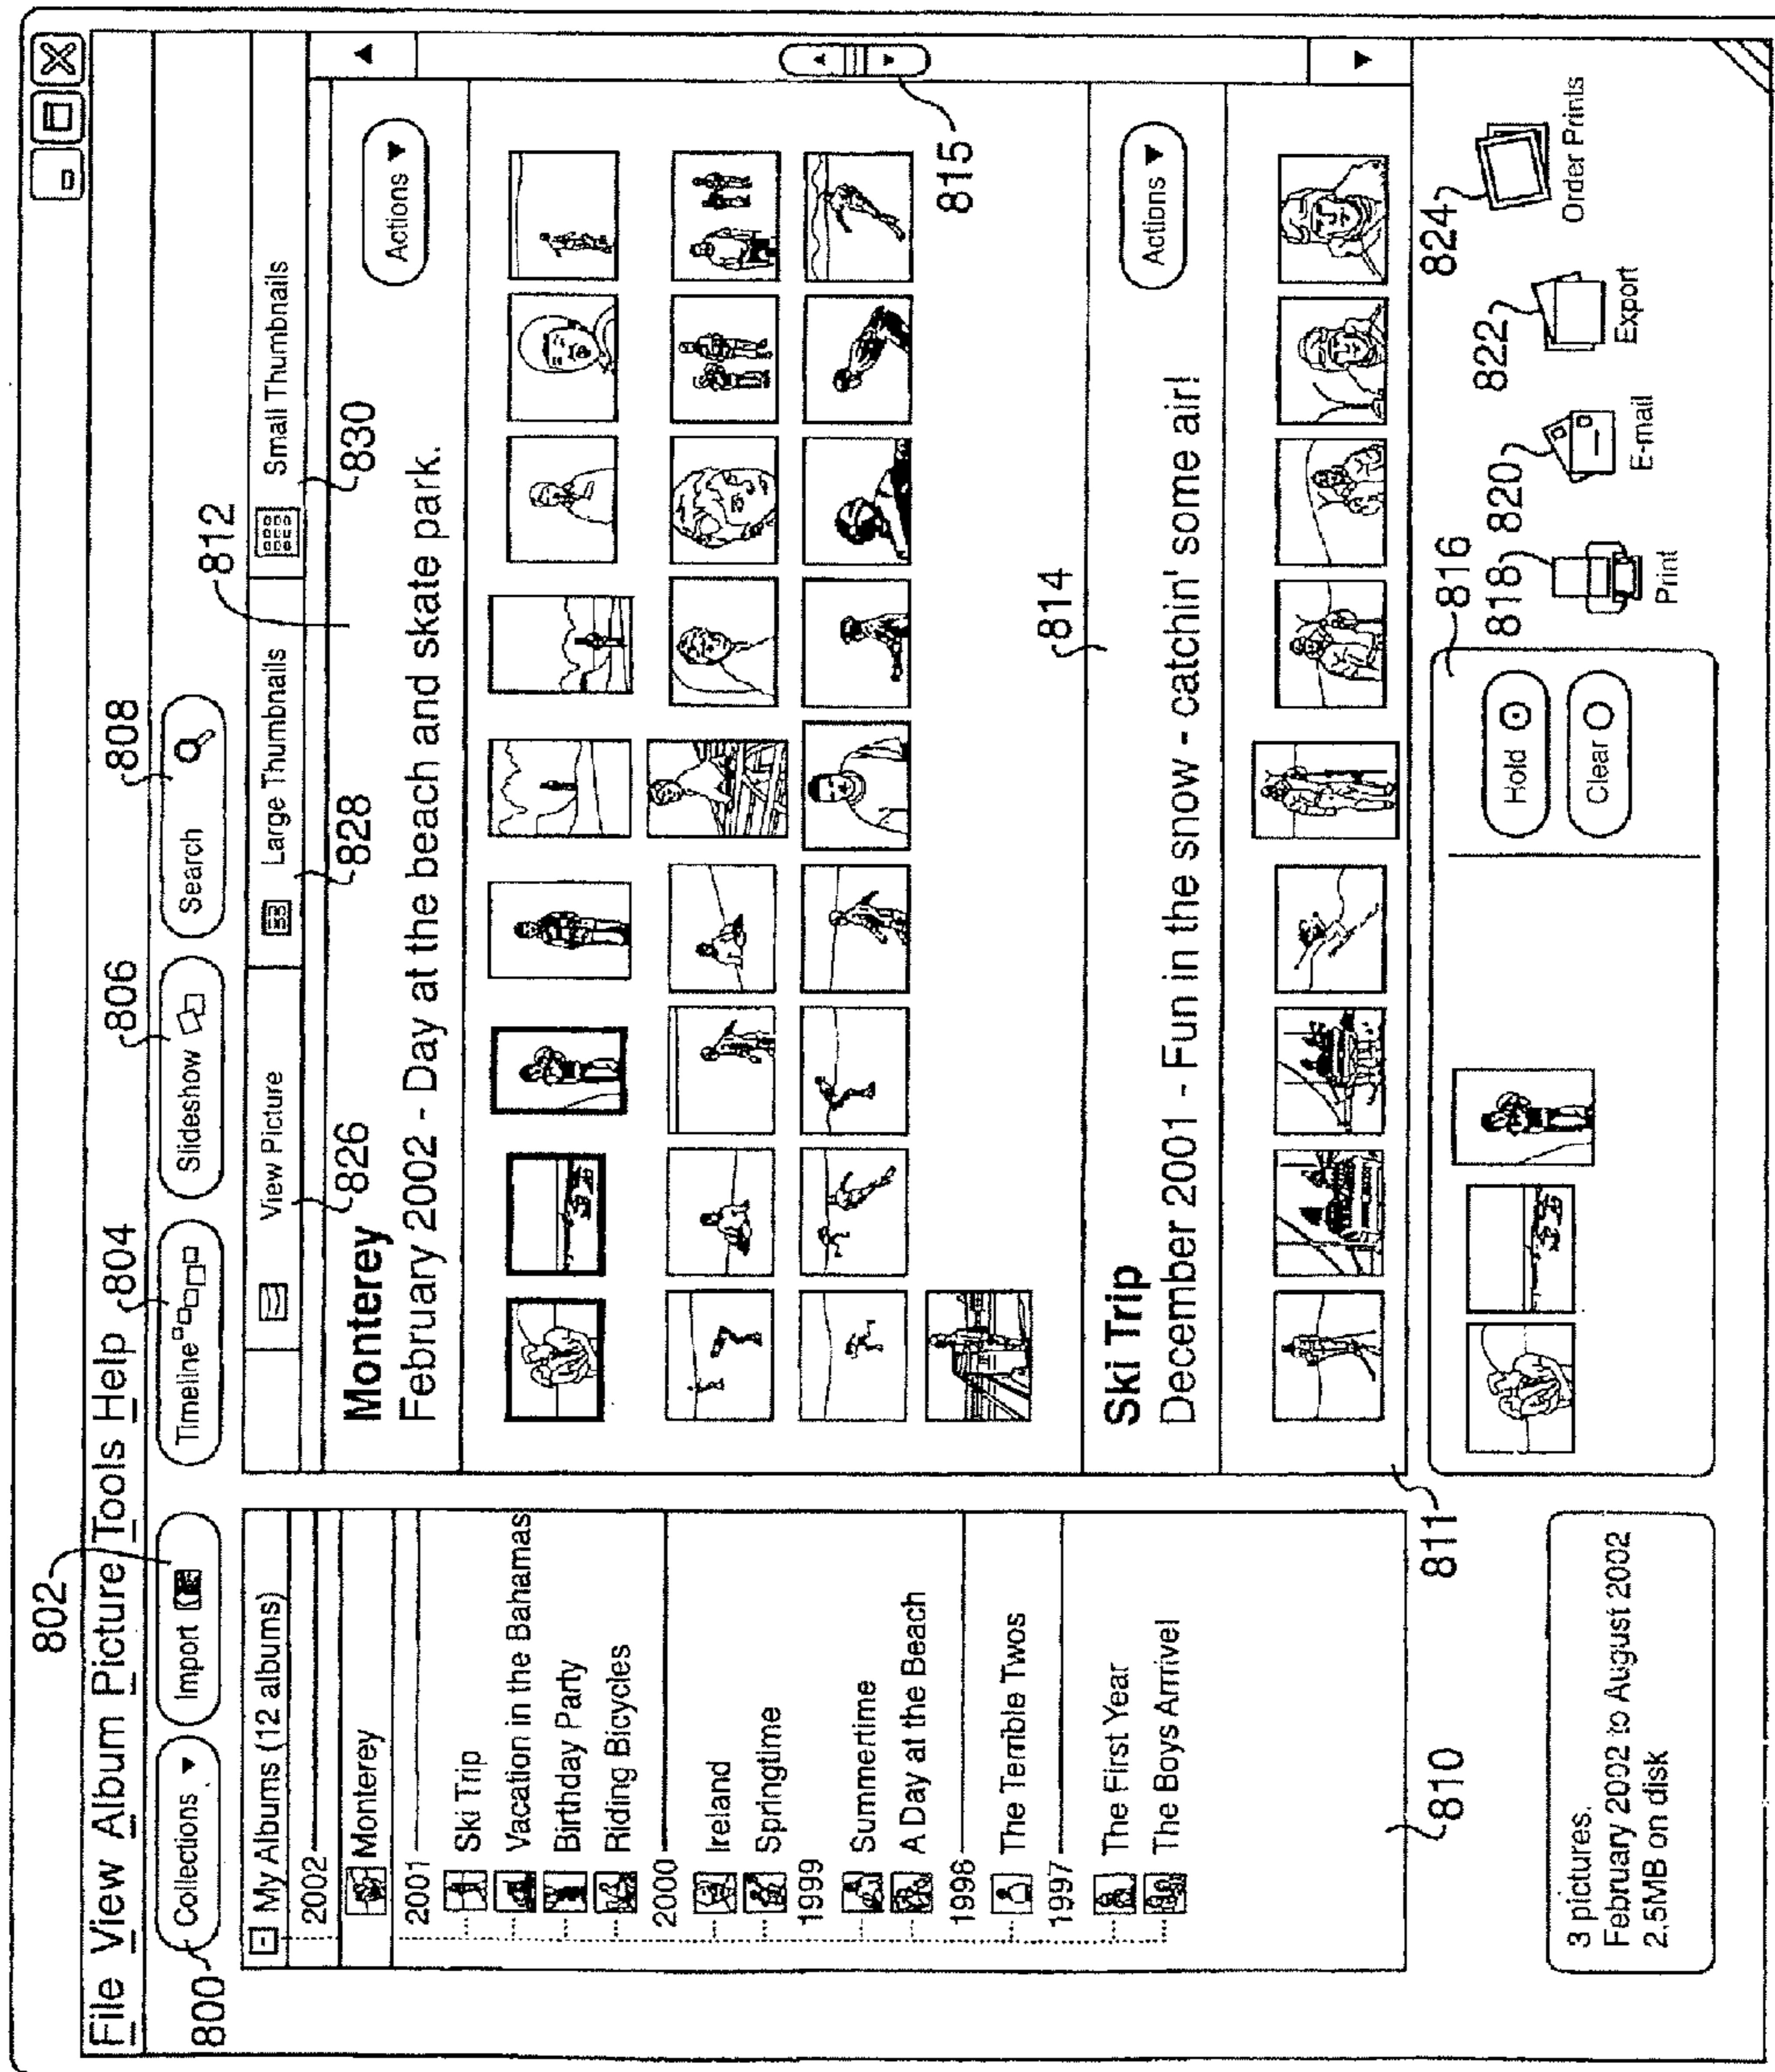 File View Album Picture Tools Help
802
804
806
808
800
Collections ▼
Import
Timeline
Slideshow
Search
My Albums (12 albums)
2002
Monterey
2001
Ski Trip
Vacation in the Bahamas
Birthday Party
Riding Bicycles
2000
Ireland
Springtime
1999
Summertime
A Day at the Beach
1998
The Terrible Twos
1997
The First Year
The Boys Arrive!
810
View Picture
Large Thumbnails
Small Thumbnails
826
828
812
830
Monterey
February 2002 - Day at the beach and skate park.
Actions ▼
815
814
Ski Trip
December 2001 - Fun in the snow - catchin' some air!
Actions ▼
811
3 pictures.
February 2002 to August 2002
2.5MB on disk
816
Hold
Clear
818
Print
820
E-mail
822
Export
824
Order Prints